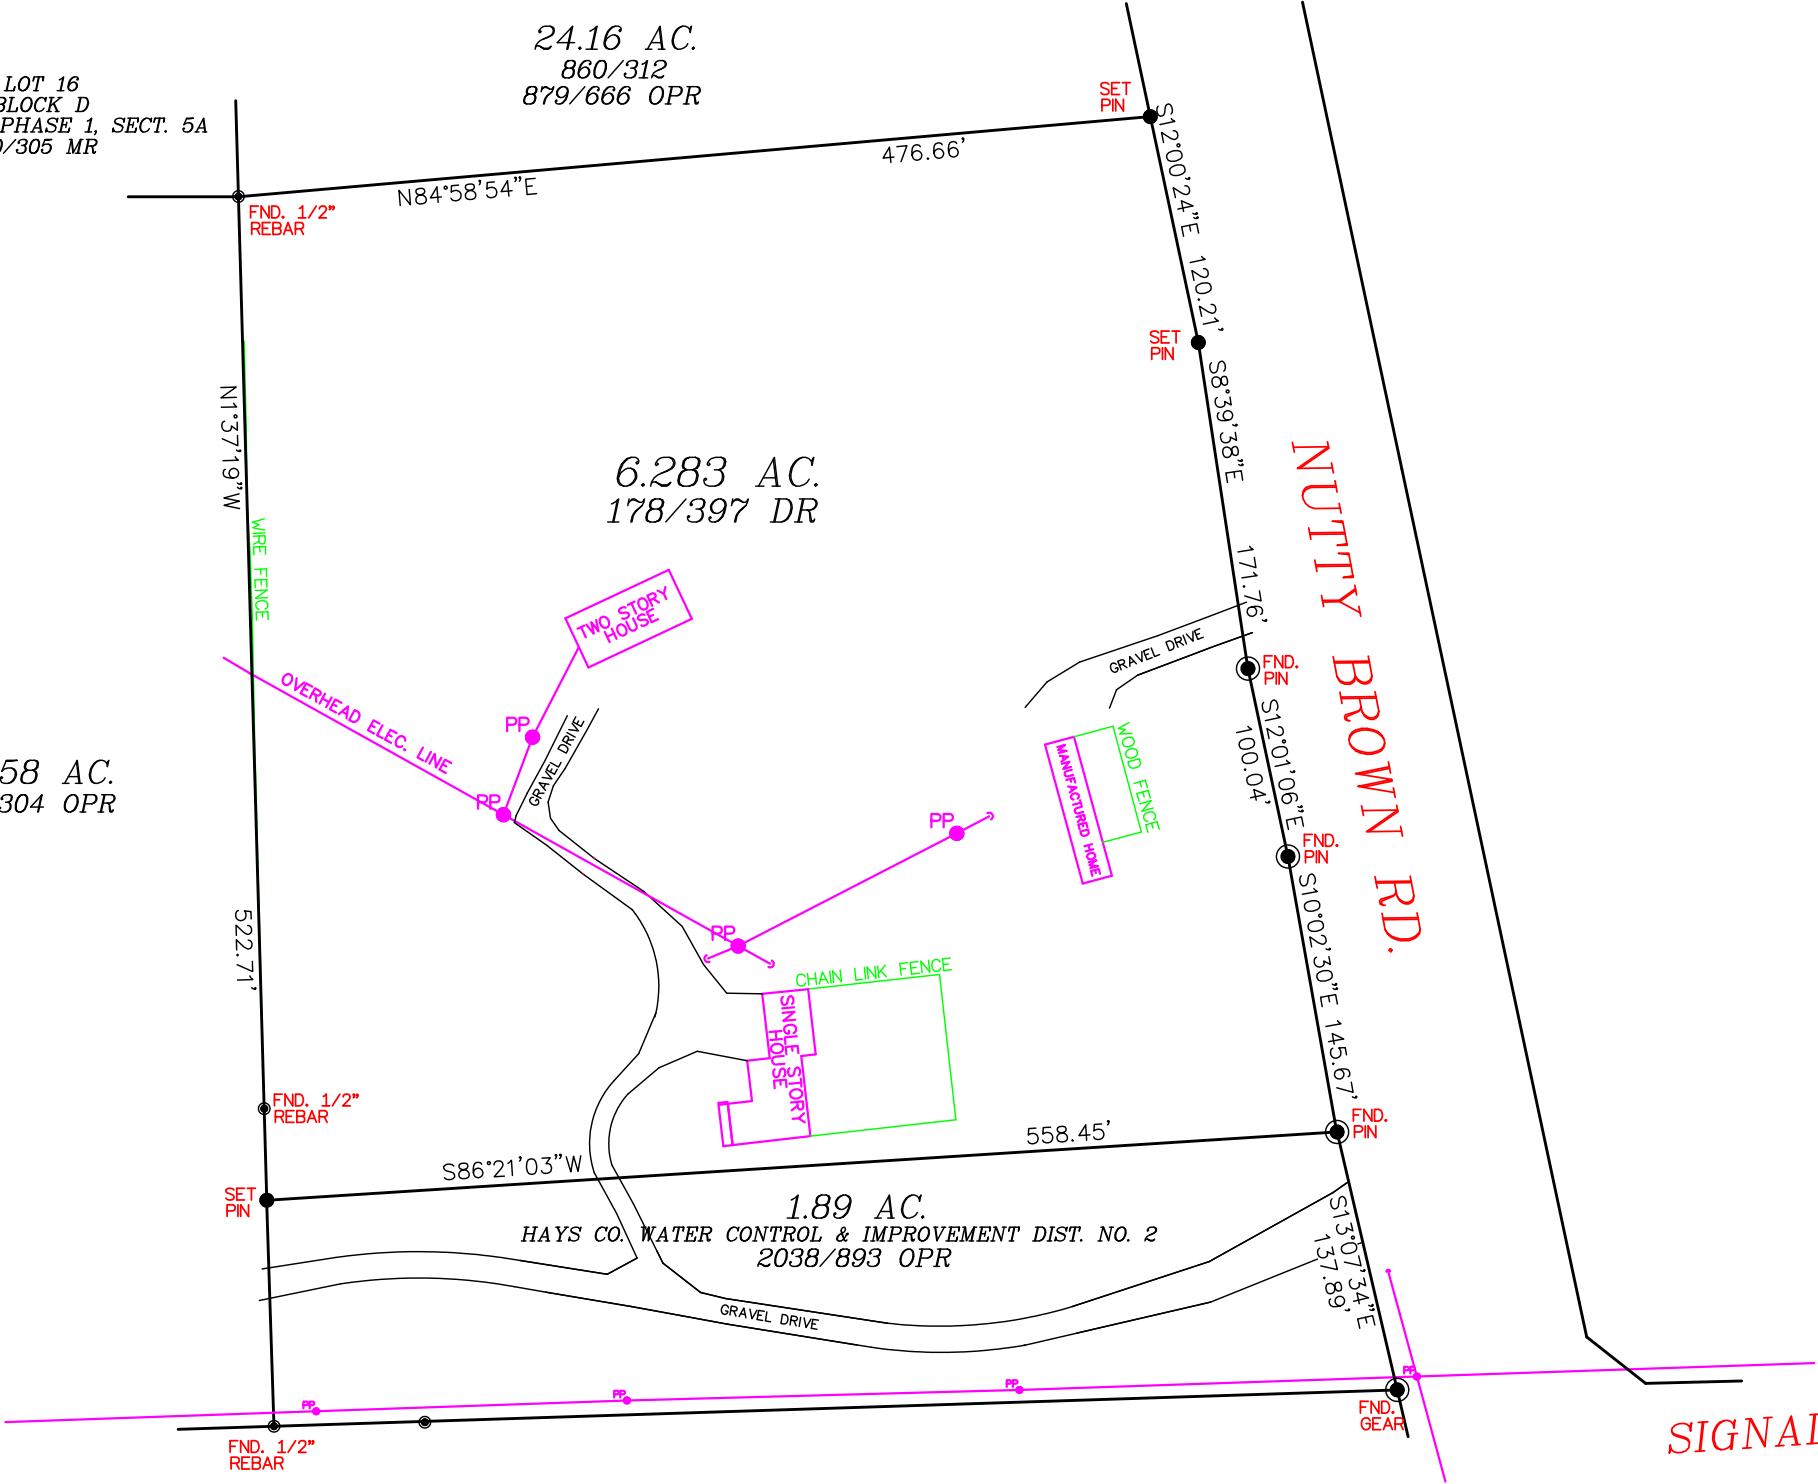 24.16 AC.
860/312
879/666 OPR
LOT 16
BLOCK D
PHASE 1, SECT. 5A
/305 MR
SET
PIN
S12°00'24"E 120.21'
476.66'
N84°58'54"E
FND. 1/2"
REBAR
SET
PIN
S8°39'38"E
171.76'
N1°37'19"W
522.71'
WIRE FENCE
6.283 AC.
178/397 DR
NUTTY BROWN RD.
TWO STORY
HOUSE
GRAVEL DRIVE
FND.
PIN
OVERHEAD ELEC. LINE
PP
GRAVEL DRIVE
S12°01'06"E
100.04'
WOOD FENCE
MANUFACTURED HOME
58 AC.
304 OPR
PP
PP
FND.
PIN
S10°02'30"E 145.67'
PP
CHAIN LINK FENCE
SINGLE STORY
HOUSE
FND. 1/2"
REBAR
FND.
PIN
558.45'
S86°21'03"W
SET
PIN
1.89 AC.
HAYS CO. WATER CONTROL & IMPROVEMENT DIST. NO. 2
2038/893 OPR
S13°07'34"E
137.89'
GRAVEL DRIVE
PP
PP
PP
PP
FND.
GEAR
FND. 1/2"
REBAR
SIGNAL